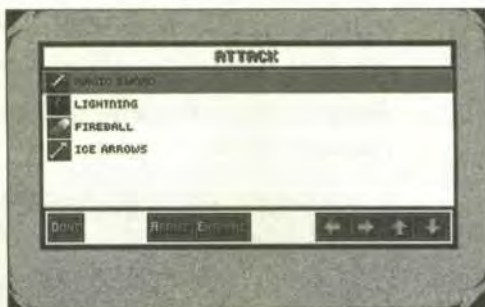 ATTACK
MAGIC SWORD
LIGHTNING
FIREBALL
ICE ARROWS
DONE